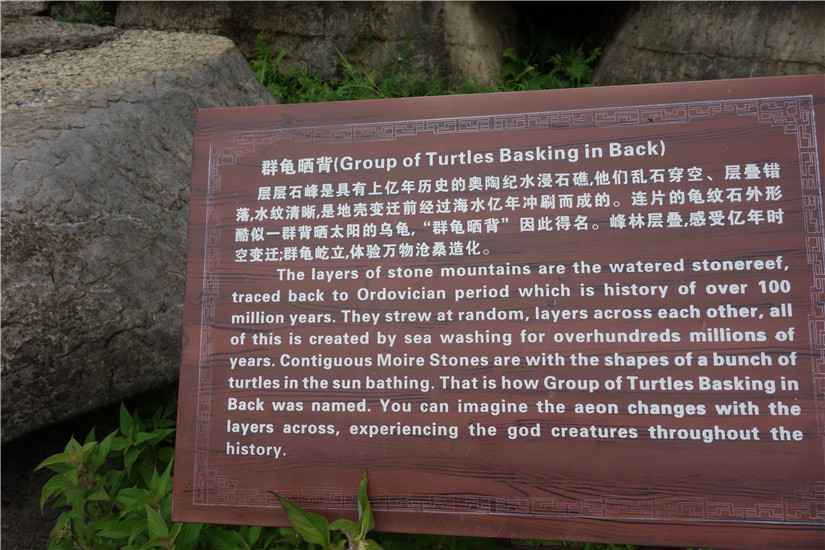 群龟晒背(Group of Turtles Basking in Back)
层层石峰是具有上亿年历史的奥陶纪水浸石礁,他们乱石穿空、层叠错
落,水纹清晰,是地壳变迁前经过海水亿年冲刷而成的。连片的龟纹石外形
酷似一群背晒太阳的乌龟,“群龟晒背”因此得名。峰林层叠,感受亿年时
空变迁;群龟屹立,体验万物沧桑造化。
The layers of stone mountains are the watered stonereef,
traced back to Ordovician period which is history of over 100
million years. They strew at random, layers across each other, all
of this is created by sea washing for overhundreds millions of
years. Contiguous Moire Stones are with the shapes of a bunch of
turtles in the sun bathing. That is how Group of Turtles Basking in
Back was named. You can imagine the aeon changes with the
layers across, experiencing the god creatures throughout the
history.